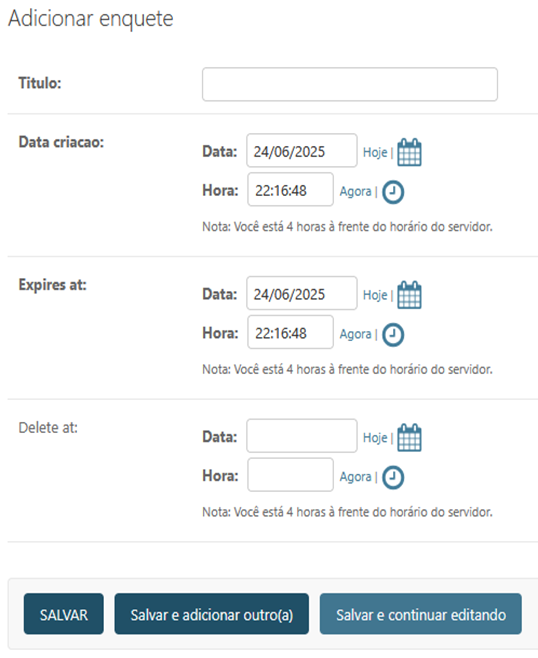 Adicionar enquete
Titulo:
Data criacao:
Data: 24/06/2025 Hoje |
Hora: 22:16:48 Agora |
Nota: Você está 4 horas à frente do horário do servidor.
Expires at:
Data: 24/06/2025 Hoje |
Hora: 22:16:48 Agora |
Nota: Você está 4 horas à frente do horário do servidor.
Delete at:
Data: Hoje |
Hora: Agora |
Nota: Você está 4 horas à frente do horário do servidor.
SALVAR Salvar e adicionar outro(a) Salvar e continuar editando